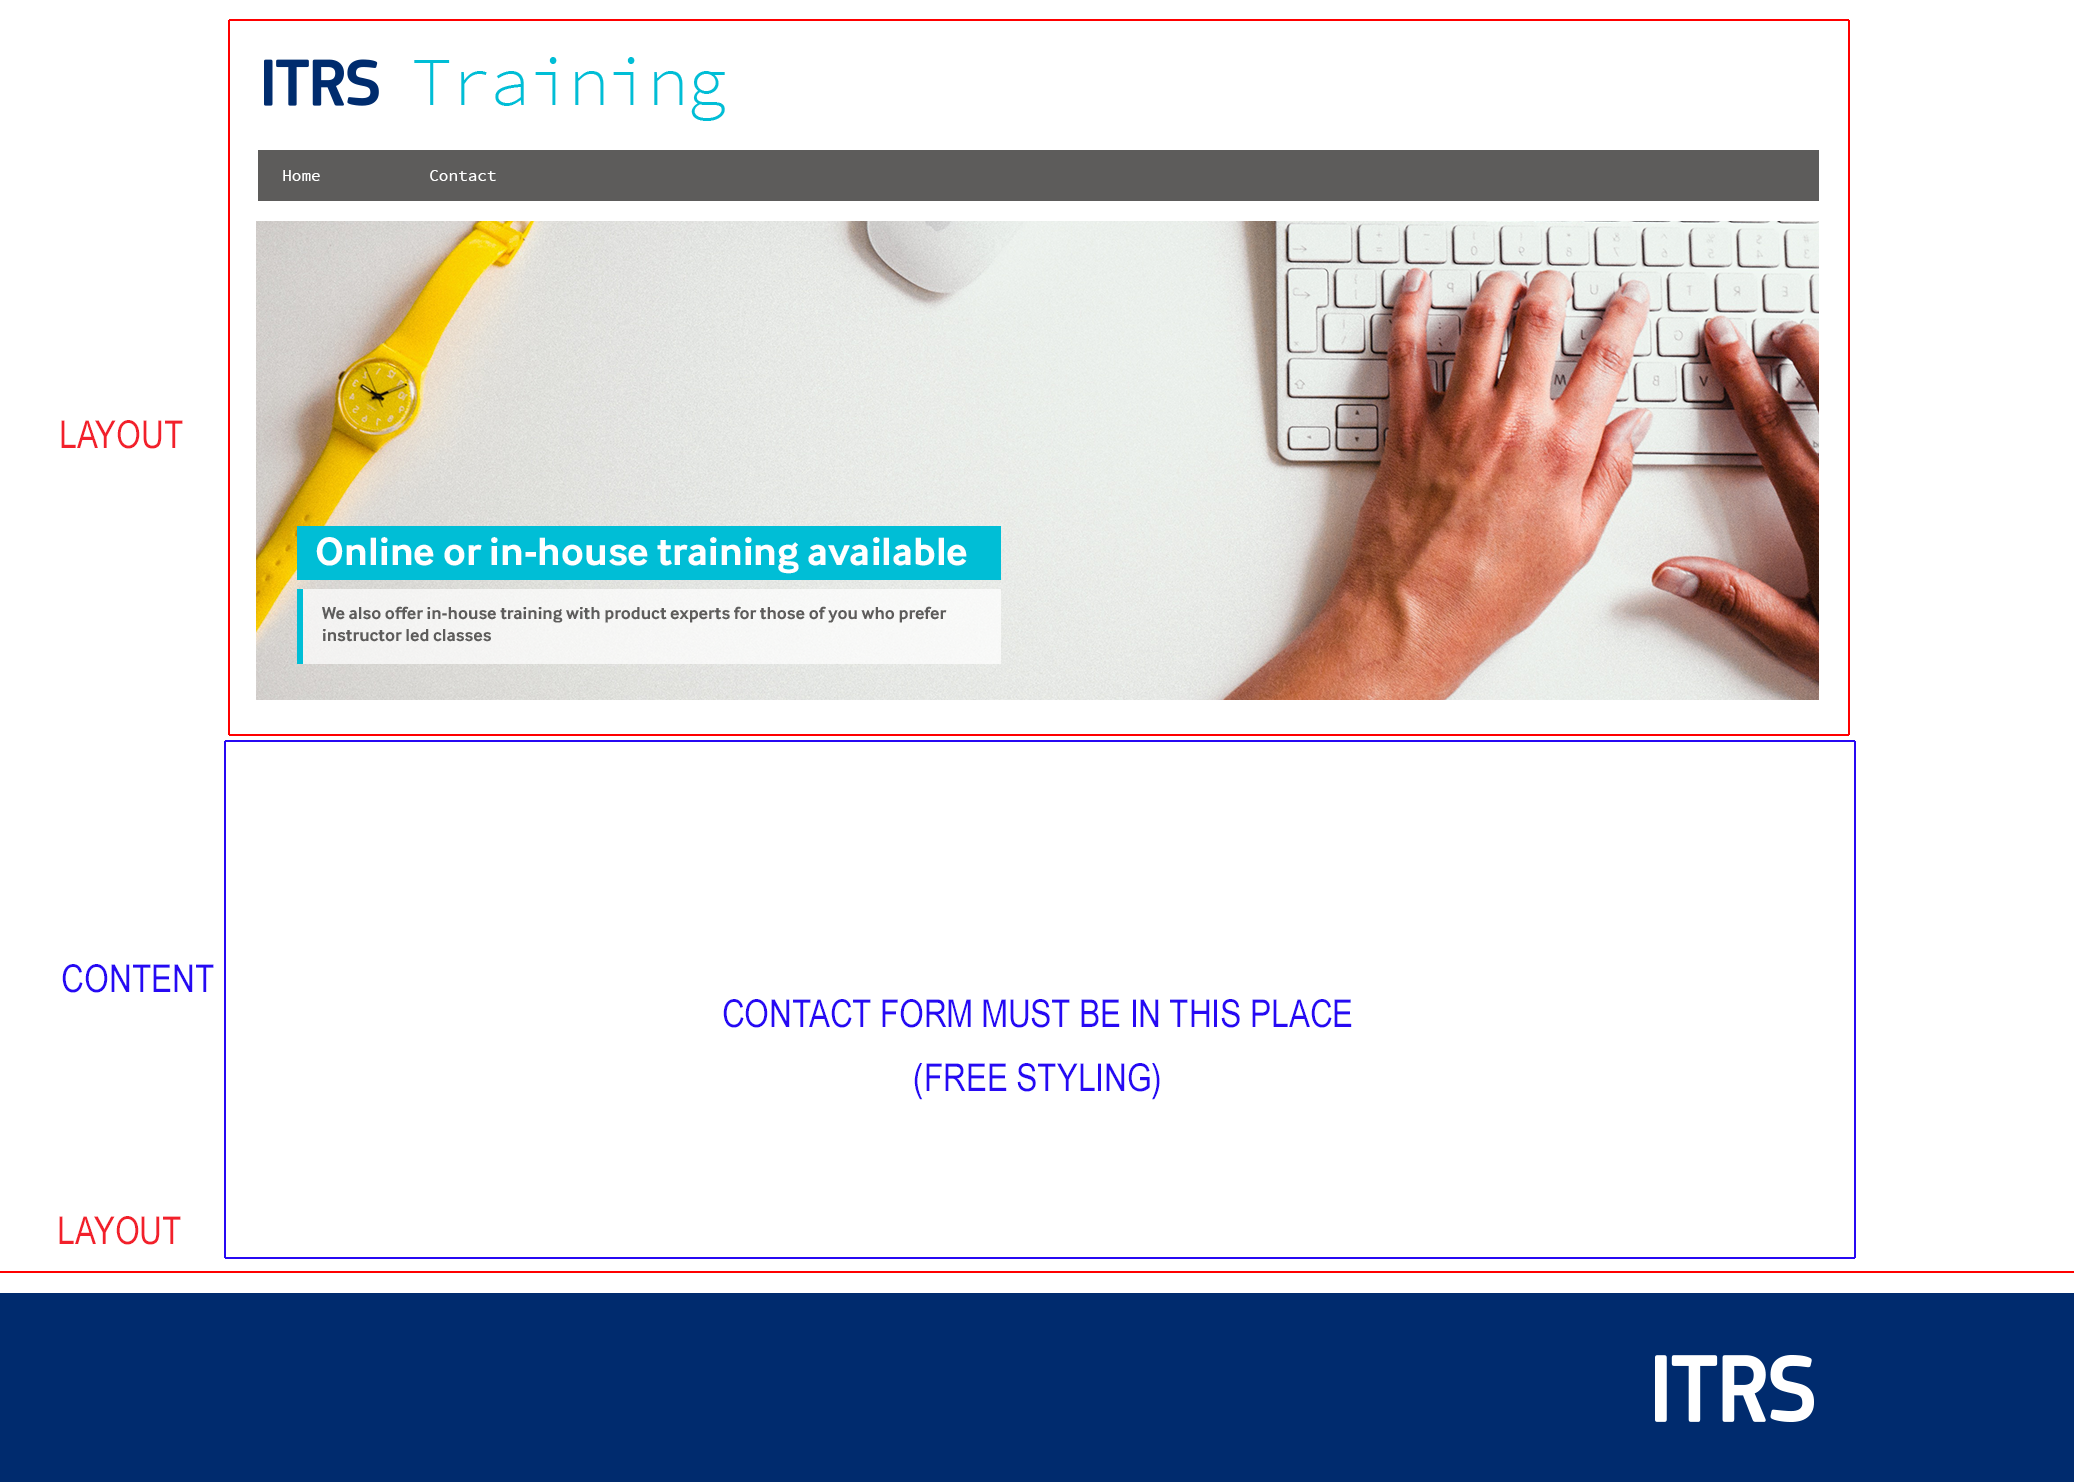 ITRS Training
Home Contact
LAYOUT
Online or in-house training available
We also offer in-house training with product experts for those of you who prefer
instructor led classes
CONTENT
CONTACT FORM MUST BE IN THIS PLACE
(FREE STYLING)
LAYOUT
ITRS